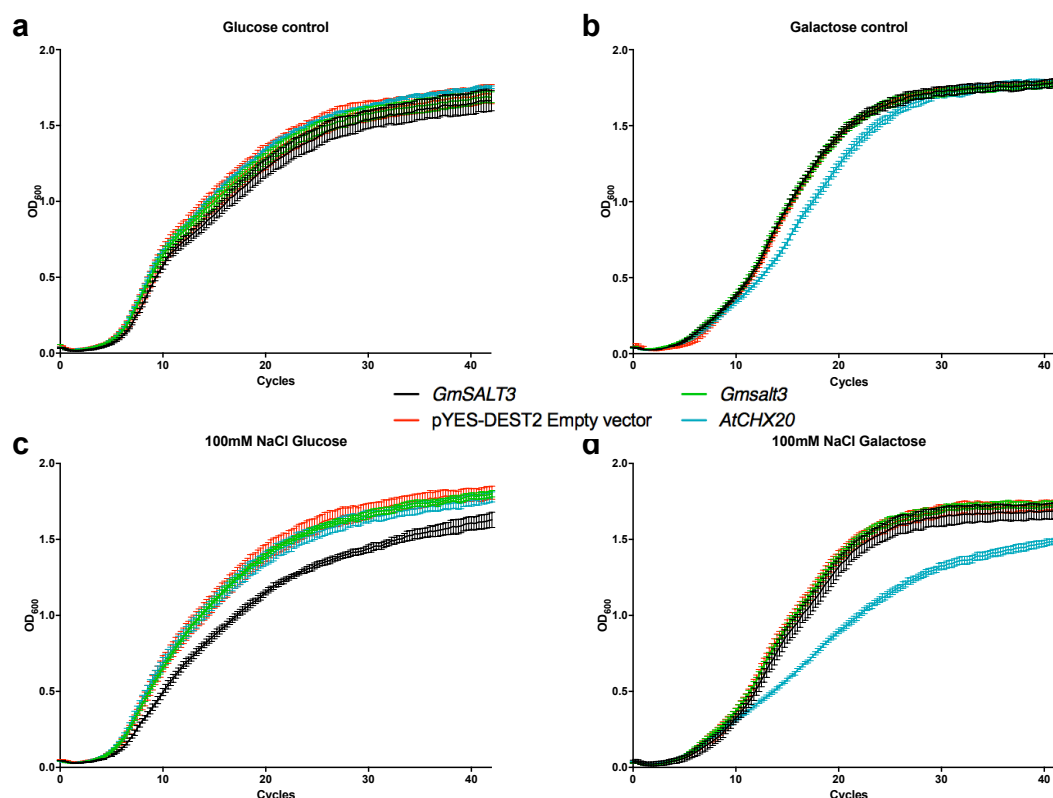 a
Glucose control
2.0
1.5
1.0
0.5
0.0
OD600
0 10 20 30 40
Cycles
b
Galactose control
2.0
1.5
1.0
0.5
0.0
OD600
0 10 20 30 40
Cycles
GmSALT3
Gmsalt3
pYES-DEST2 Empty vector
AtCHX20
c
100mM NaCl Glucose
2.0
1.5
1.0
0.5
0.0
OD600
0 10 20 30 40
Cycles
d
100mM NaCl Galactose
2.0
1.5
1.0
0.5
0.0
OD600
0 10 20 30 40
Cycles